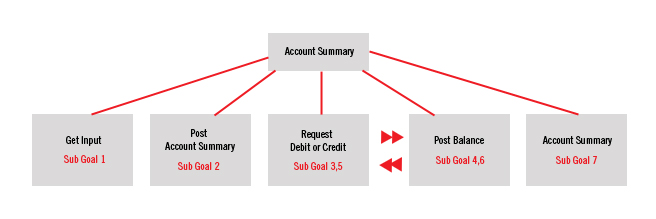 Account Summary
Get Input
Sub Goal 1
Post
Account Summary
Sub Goal 2
Request
Debit or Credit
Sub Goal 3,5
Post Balance
Sub Goal 4,6
Account Summary
Sub Goal 7